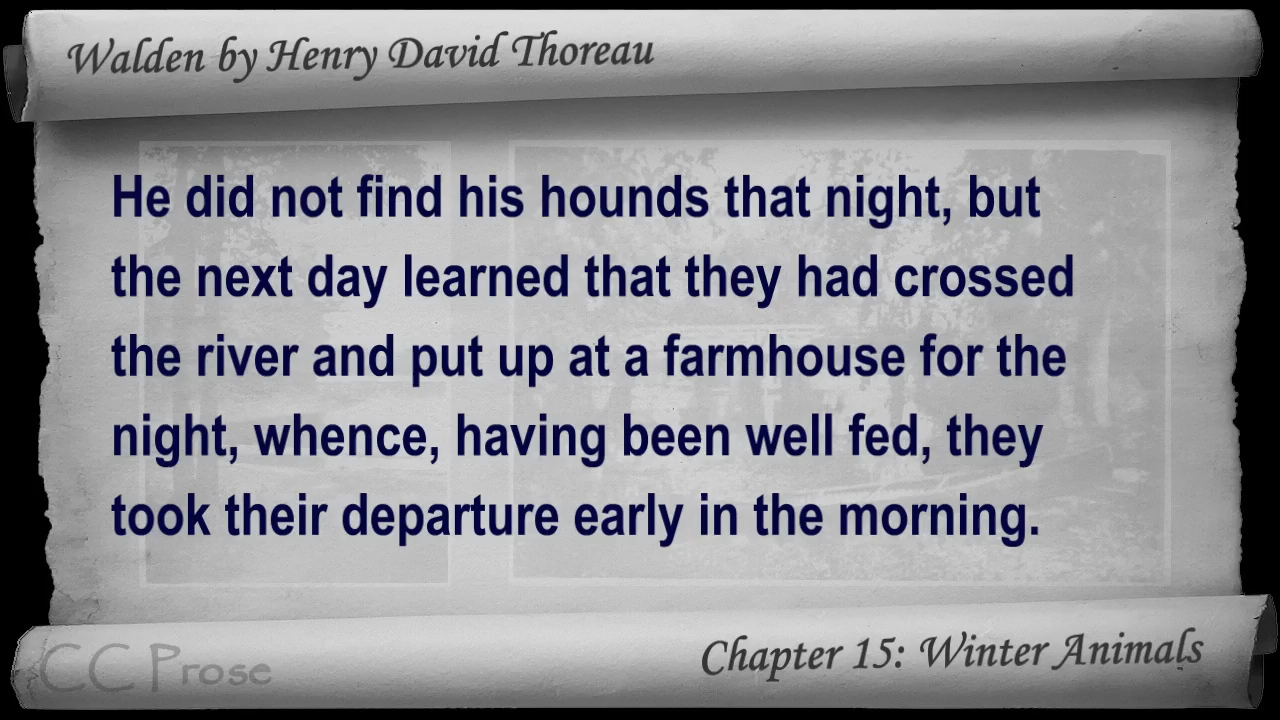 Walden by Henry David Thoreau
He did not find his hounds that night, but
the next day learned that they had crossed
the river and put up at a farmhouse for the
night, whence, having been well fed, they
took their departure early in the morning.
CC Prose
Chapter 15: Winter Animals